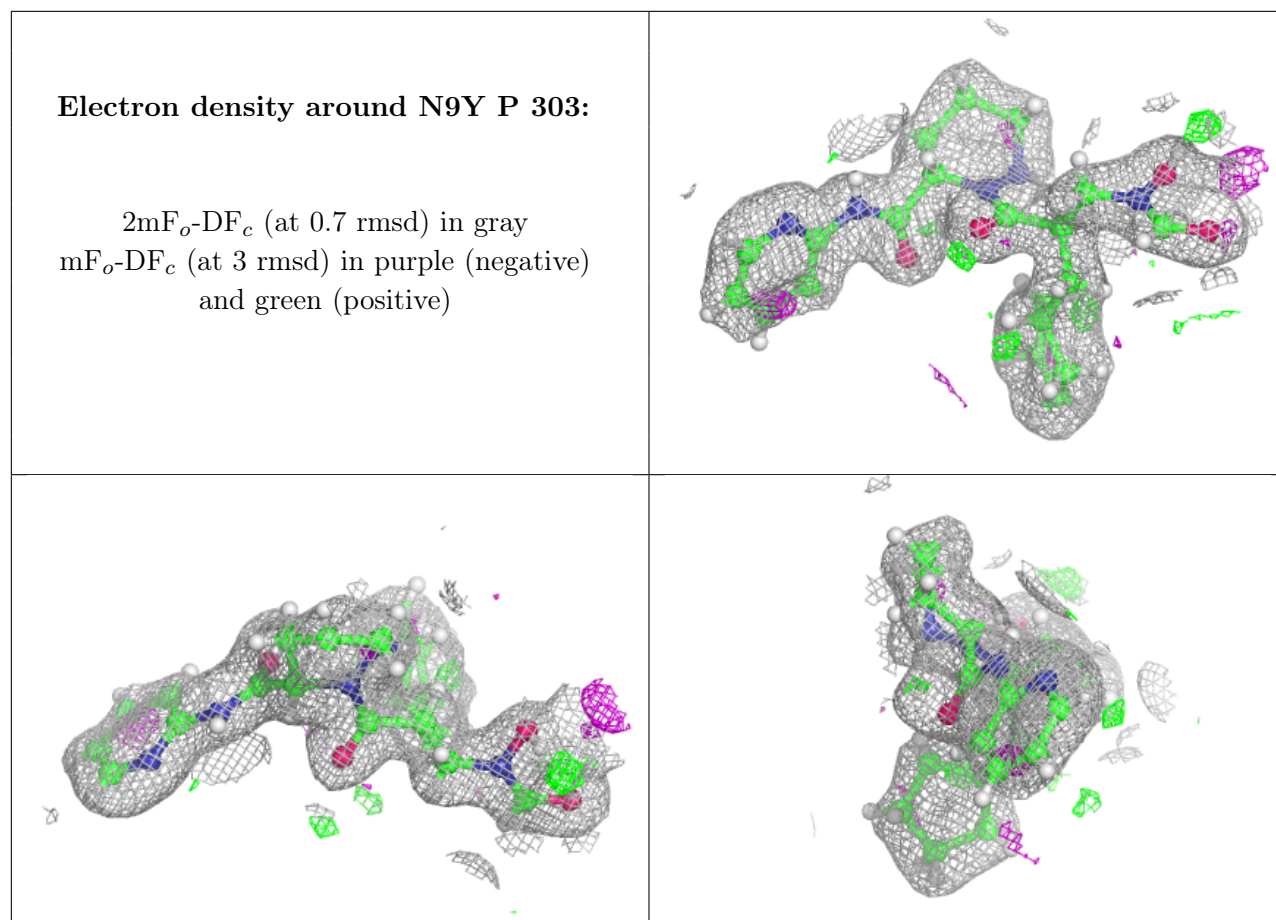 Electron density around N9Y P 303:
2mFₒ-DF𝒸 (at 0.7 rmsd) in gray
mFₒ-DF𝒸 (at 3 rmsd) in purple (negative)
and green (positive)